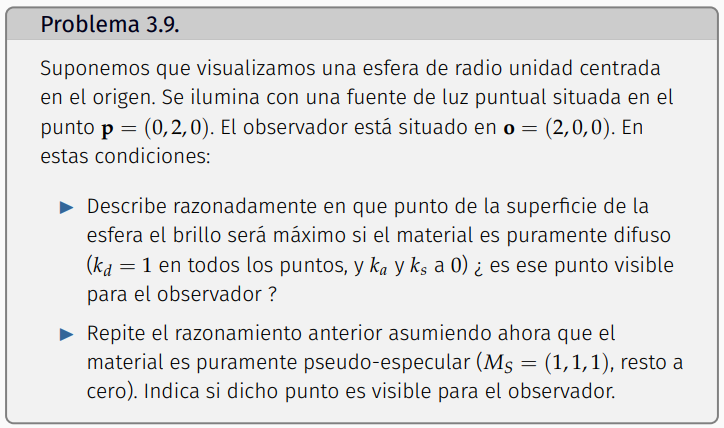 Problema 3.9.
Suponemos que visualizamos una esfera de radio unidad centrada
en el origen. Se ilumina con una fuente de luz puntual situada en el
punto p = (0, 2, 0). El observador está situado en o = (2, 0, 0). En
estas condiciones:
▶ Describe razonadamente en que punto de la superficie de la
esfera el brillo será máximo si el material es puramente difuso
(k_d = 1 en todos los puntos, y k_a y k_s a 0) ¿ es ese punto visible
para el observador ?
▶ Repite el razonamiento anterior asumiendo ahora que el
material es puramente pseudo-especular (M_S = (1, 1, 1), resto a
cero). Indica si dicho punto es visible para el observador.